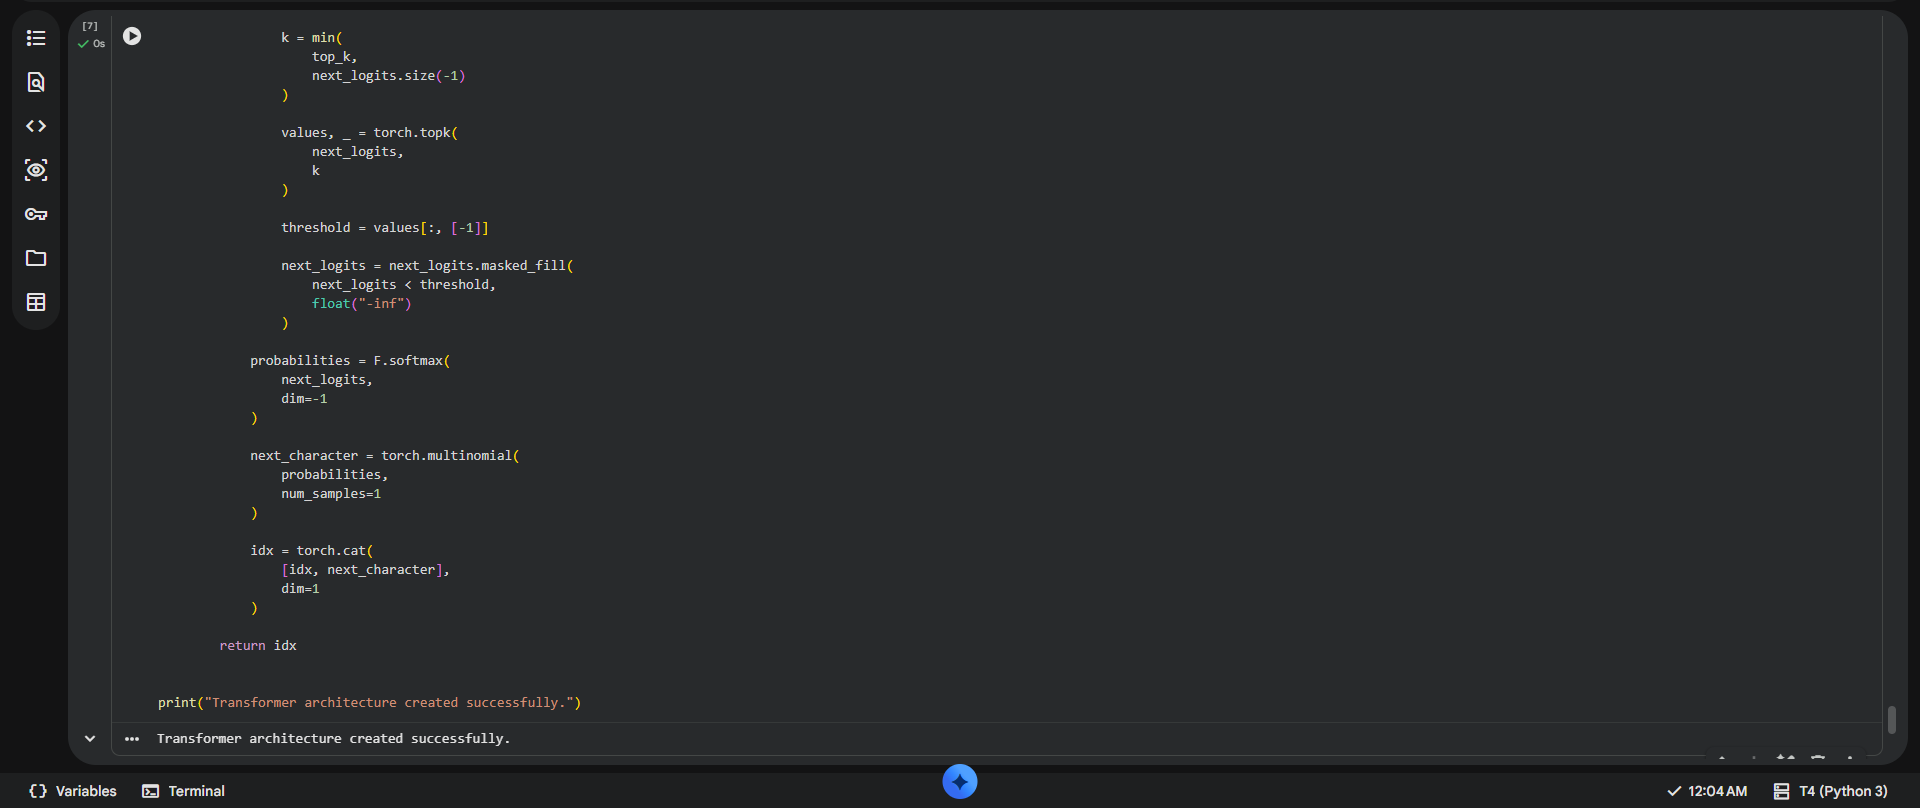 [7]
0s
k = min(
top_k,
next_logits.size(-1)
)
values, _ = torch.topk(
next_logits,
k
)
threshold = values[:, [-1]]
next_logits = next_logits.masked_fill(
next_logits < threshold,
float("-inf")
)
probabilities = F.softmax(
next_logits,
dim=-1
)
next_character = torch.multinomial(
probabilities,
num_samples=1
)
idx = torch.cat(
[idx, next_character],
dim=1
)
return idx
print("Transformer architecture created successfully.")
Transformer architecture created successfully.
{} Variables Terminal 12:04 AM T4 (Python 3)